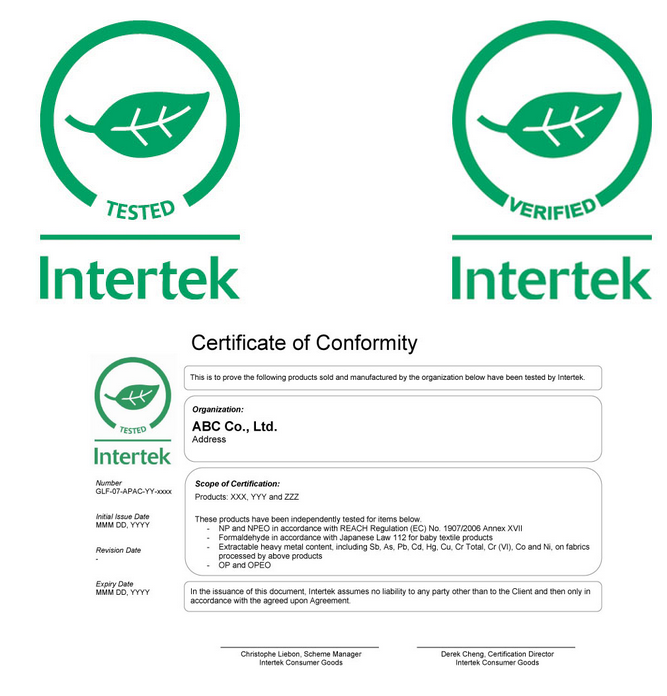 TESTED
Intertek
VERIFIED
Intertek
Certificate of Conformity
This is to prove the following products sold and manufactured by the organization below have been tested by Intertek.
TESTED
Intertek
Organization:
ABC Co., Ltd.
Address
Number
GLF-07-APAC-YY-xxxx
Initial Issue Date
MMM DD, YYYY
Revision Date
-
Expiry Date
MMM DD, YYYY
Scope of Certification:
Products: XXX, YYY and ZZZ
These products have been independently tested for items below.
- NP and NPEO in accordance with REACH Regulation (EC) No. 1907/2006 Annex XVII
- Formaldehyde in accordance with Japanese Law 112 for baby textile products
- Extractable heavy metal content, including Sb, As, Pb, Cd, Hg, Cu, Cr Total, Cr (VI), Co and Ni, on fabrics
processed by above products
- OP and OPEO
In the issuance of this document, Intertek assumes no liability to any party other than to the Client and then only in
accordance with the agreed upon Agreement.
Christophe Liebon, Scheme Manager
Intertek Consumer Goods
Derek Cheng, Certification Director
Intertek Consumer Goods